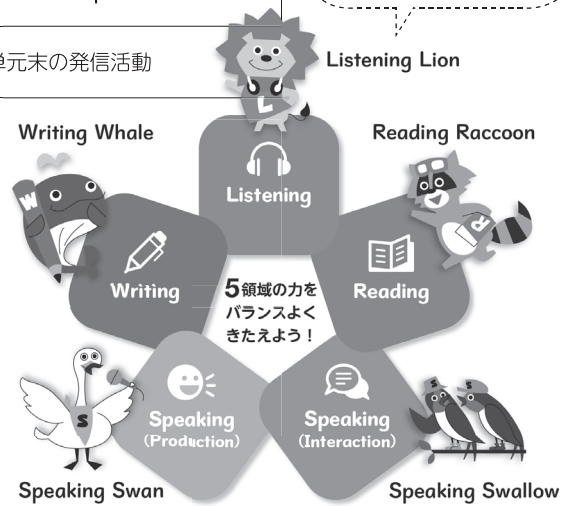 単元末の発信活動
Listening Lion
L
Writing Whale
Reading Raccoon
W
Listening
R
Writing
5領域の力を
バランスよく
きたえよう！
Reading
S
Speaking
(Production)
Speaking
(Interaction)
S
S
Speaking Swan
Speaking Swallow